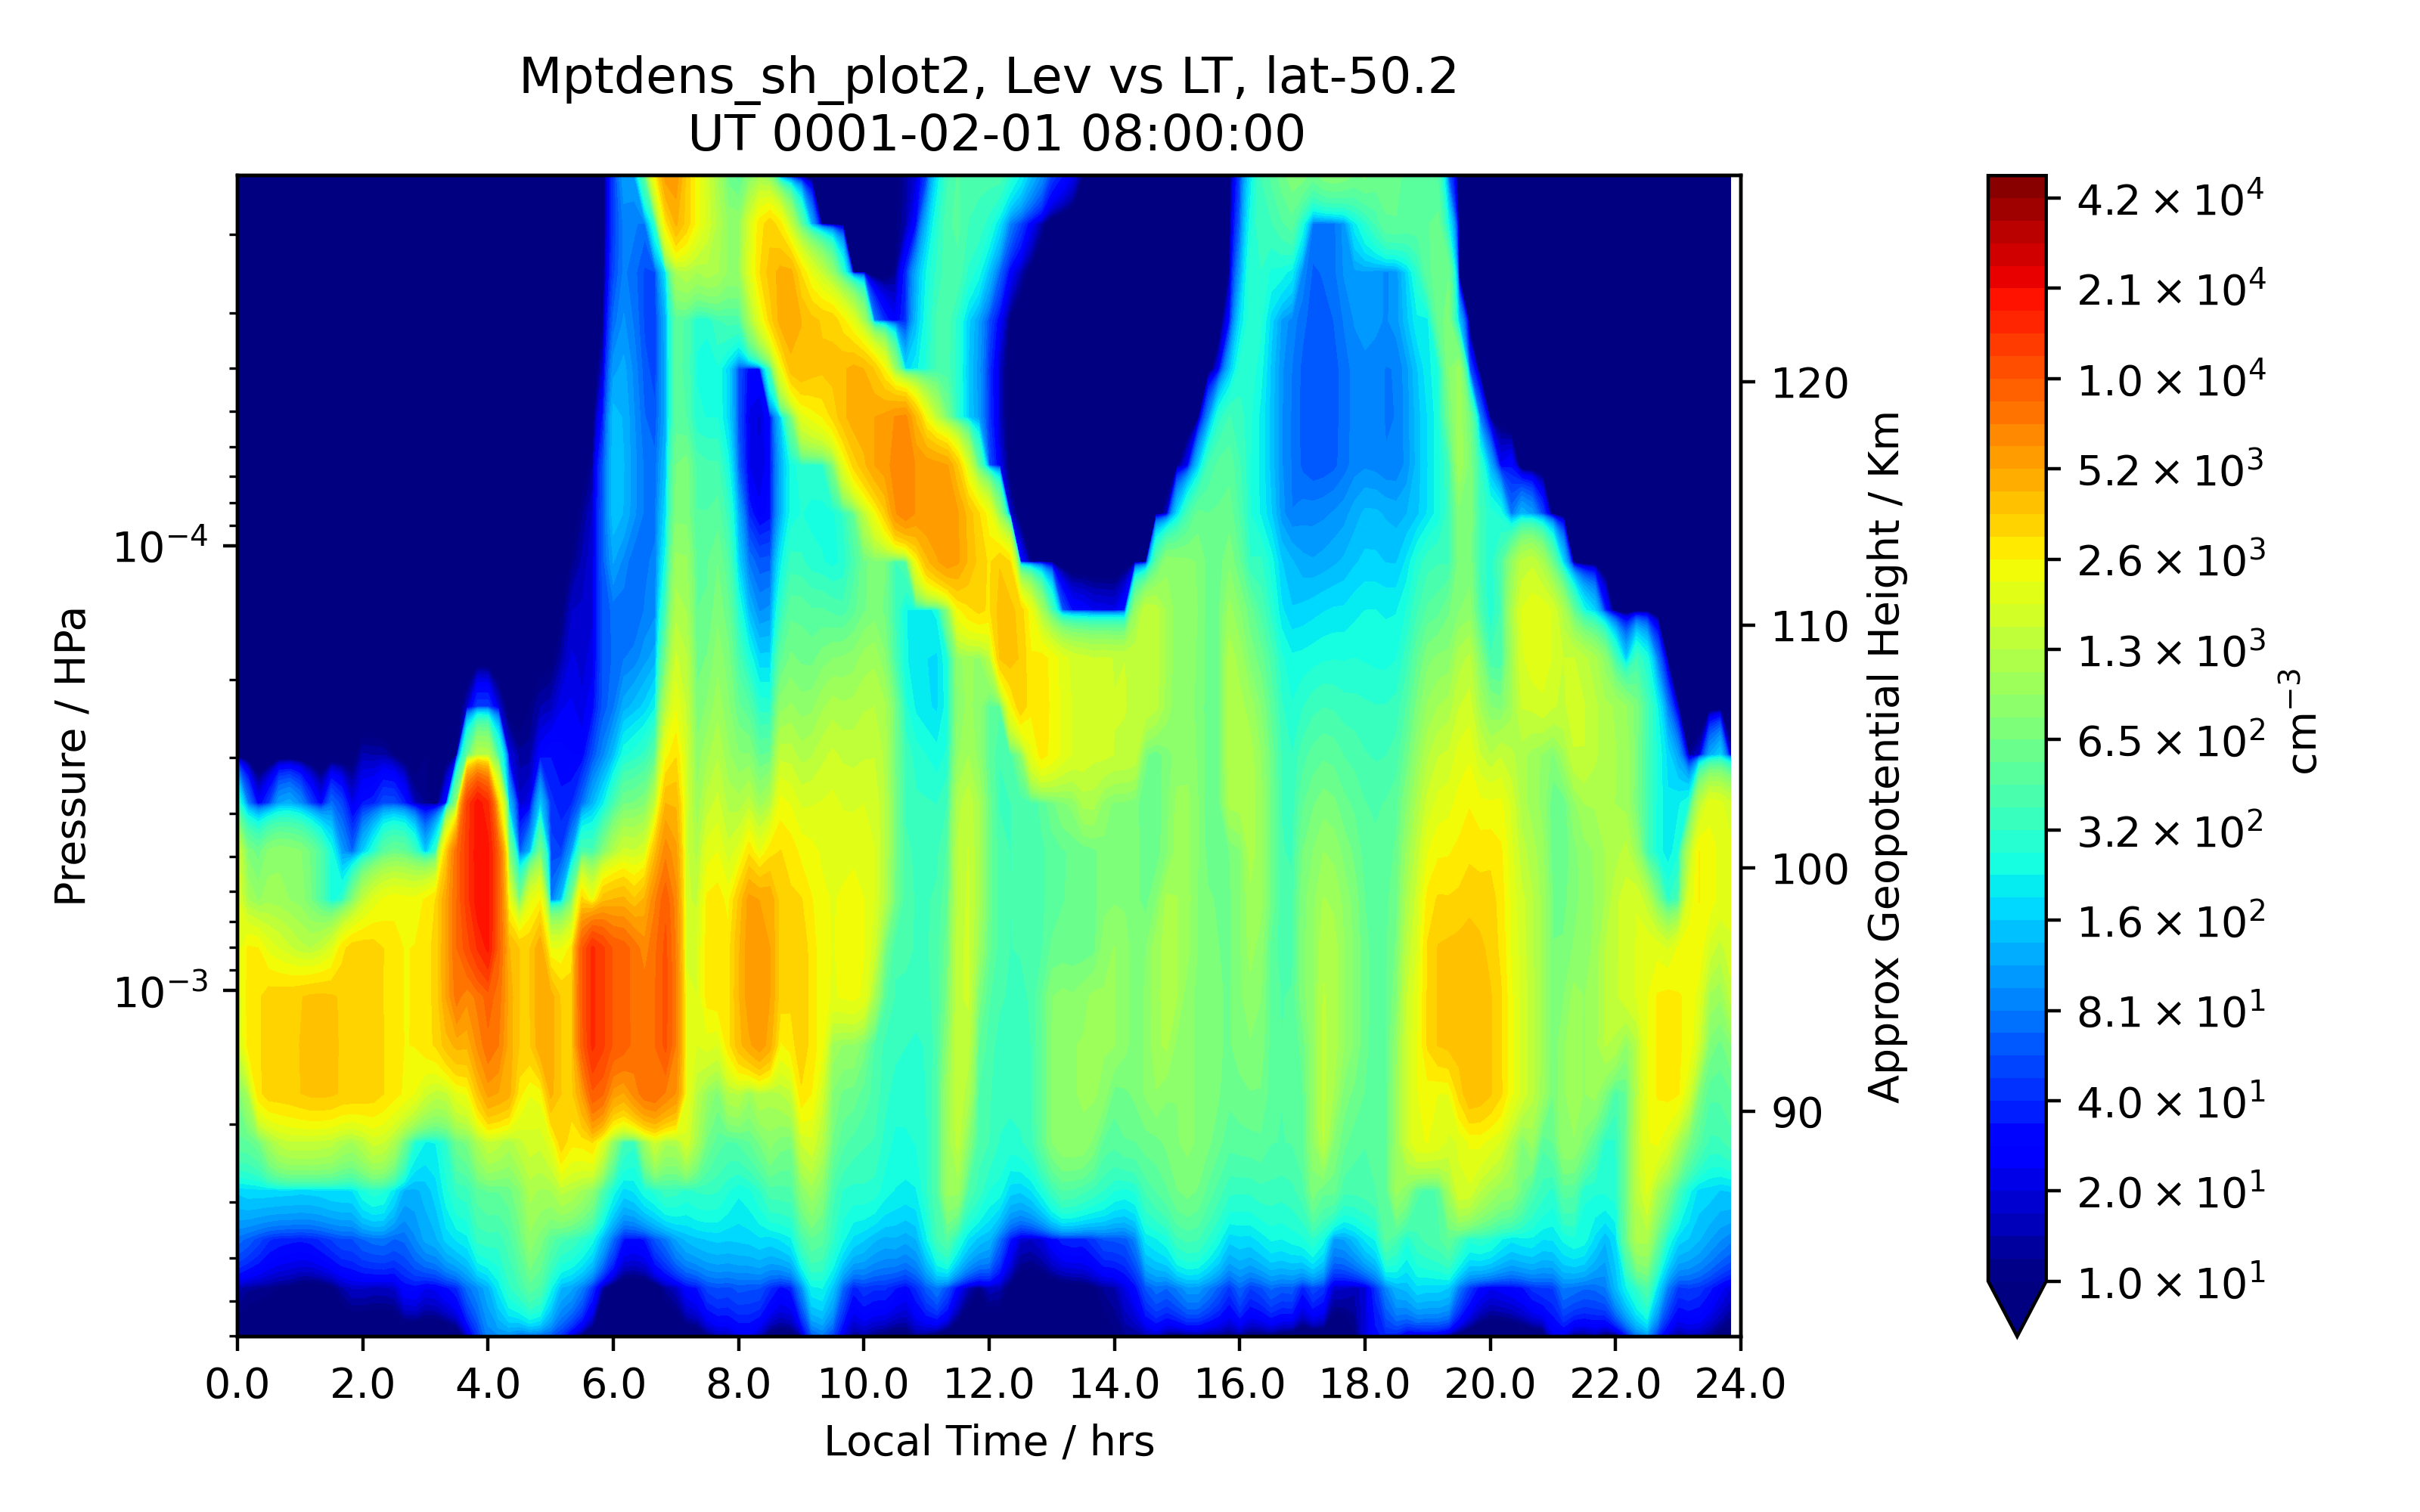 Mptdens_sh_plot2, Lev vs LT, lat-50.2
UT 0001-02-01 08:00:00
Pressure / HPa
10⁻⁴
10⁻³
0.0 2.0 4.0 6.0 8.0 10.0 12.0 14.0 16.0 18.0 20.0 22.0 24.0
Local Time / hrs
120
110
100
90
Approx Geopotential Height / Km
4.2 × 10⁴
2.1 × 10⁴
1.0 × 10⁴
5.2 × 10³
2.6 × 10³
1.3 × 10³
6.5 × 10²
3.2 × 10²
1.6 × 10²
8.1 × 10¹
4.0 × 10¹
2.0 × 10¹
1.0 × 10¹
cm⁻³